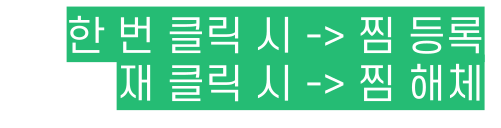 한 번 클릭 시 -> 찜 등록
재 클릭 시 -> 찜 해체